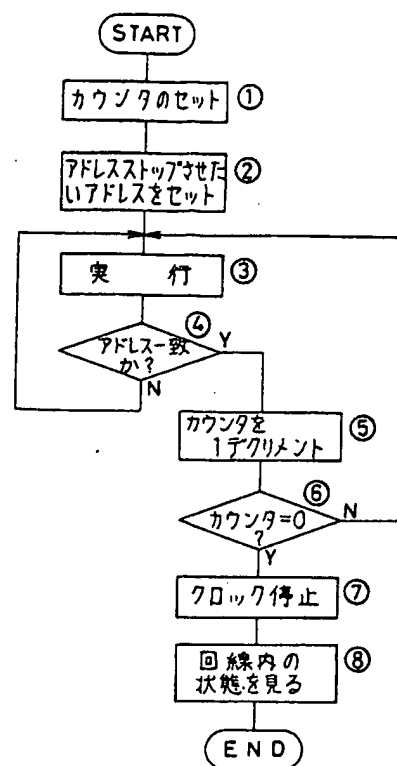 START
カウンタのセット ①
アドレスストップさせた ②
いアドレスをセット
実 行 ③
④
アドレス一致 Y
か?
N
カウンタを ⑤
1デクリメント
⑥
カウンタ=0 N
?
Y
クロック停止 ⑦
回線内の ⑧
状態を見る
END